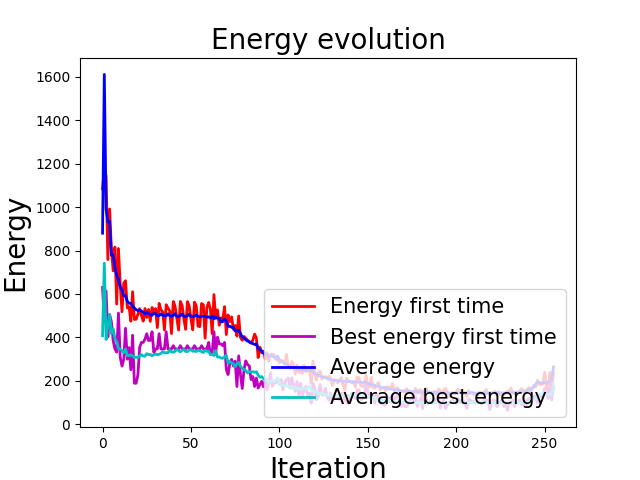 Energy evolution
1600
1400
1200
1000
800
600
400
200
0
Energy
Energy first time
Best energy first time
Average energy
Average best energy
0 50 100 150 200 250
Iteration